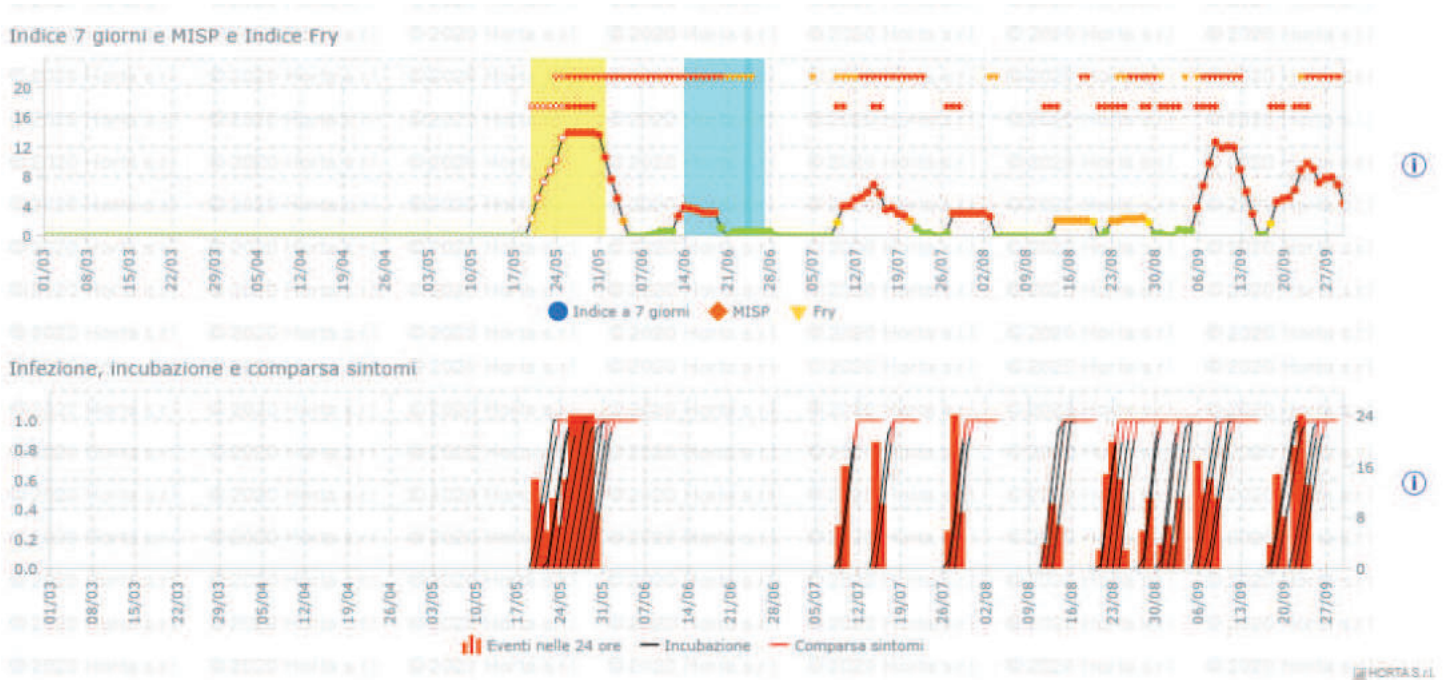 Indice 7 giorni e MISP e Indice Fry
20
16
12
8
4
0
01/03 08/03 15/03 22/03 29/03 05/04 12/04 19/04 26/04 03/05 10/05 17/05 24/05 31/05 07/06 14/06 21/06 28/06 05/07 12/07 19/07 26/07 02/08 09/08 16/08 23/08 30/08 06/09 13/09 20/09 27/09
Indice a 7 giorni MISP Fry
Infezione, incubazione e comparsa sintomi
1.0 24
0.8
0.6 16
0.4
0.2 8
0.0 0
01/03 08/03 15/03 22/03 29/03 05/04 12/04 19/04 26/04 03/05 10/05 17/05 24/05 31/05 07/06 14/06 21/06 28/06 05/07 12/07 19/07 26/07 02/08 09/08 16/08 23/08 30/08 06/09 13/09 20/09 27/09
Eventi nelle 24 ore Incubazione Comparsa sintomi
HORTA S.r.l.